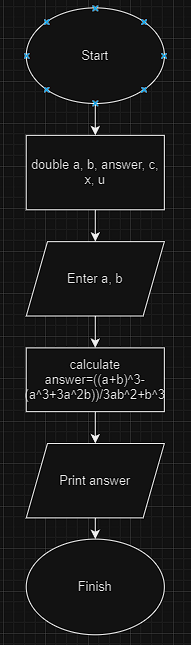 Start
double a, b, answer, c,
x, u
Enter a, b
calculate
answer=((a+b)^3-
(a^3+3a^2b))/3ab^2+b^3
Print answer
Finish